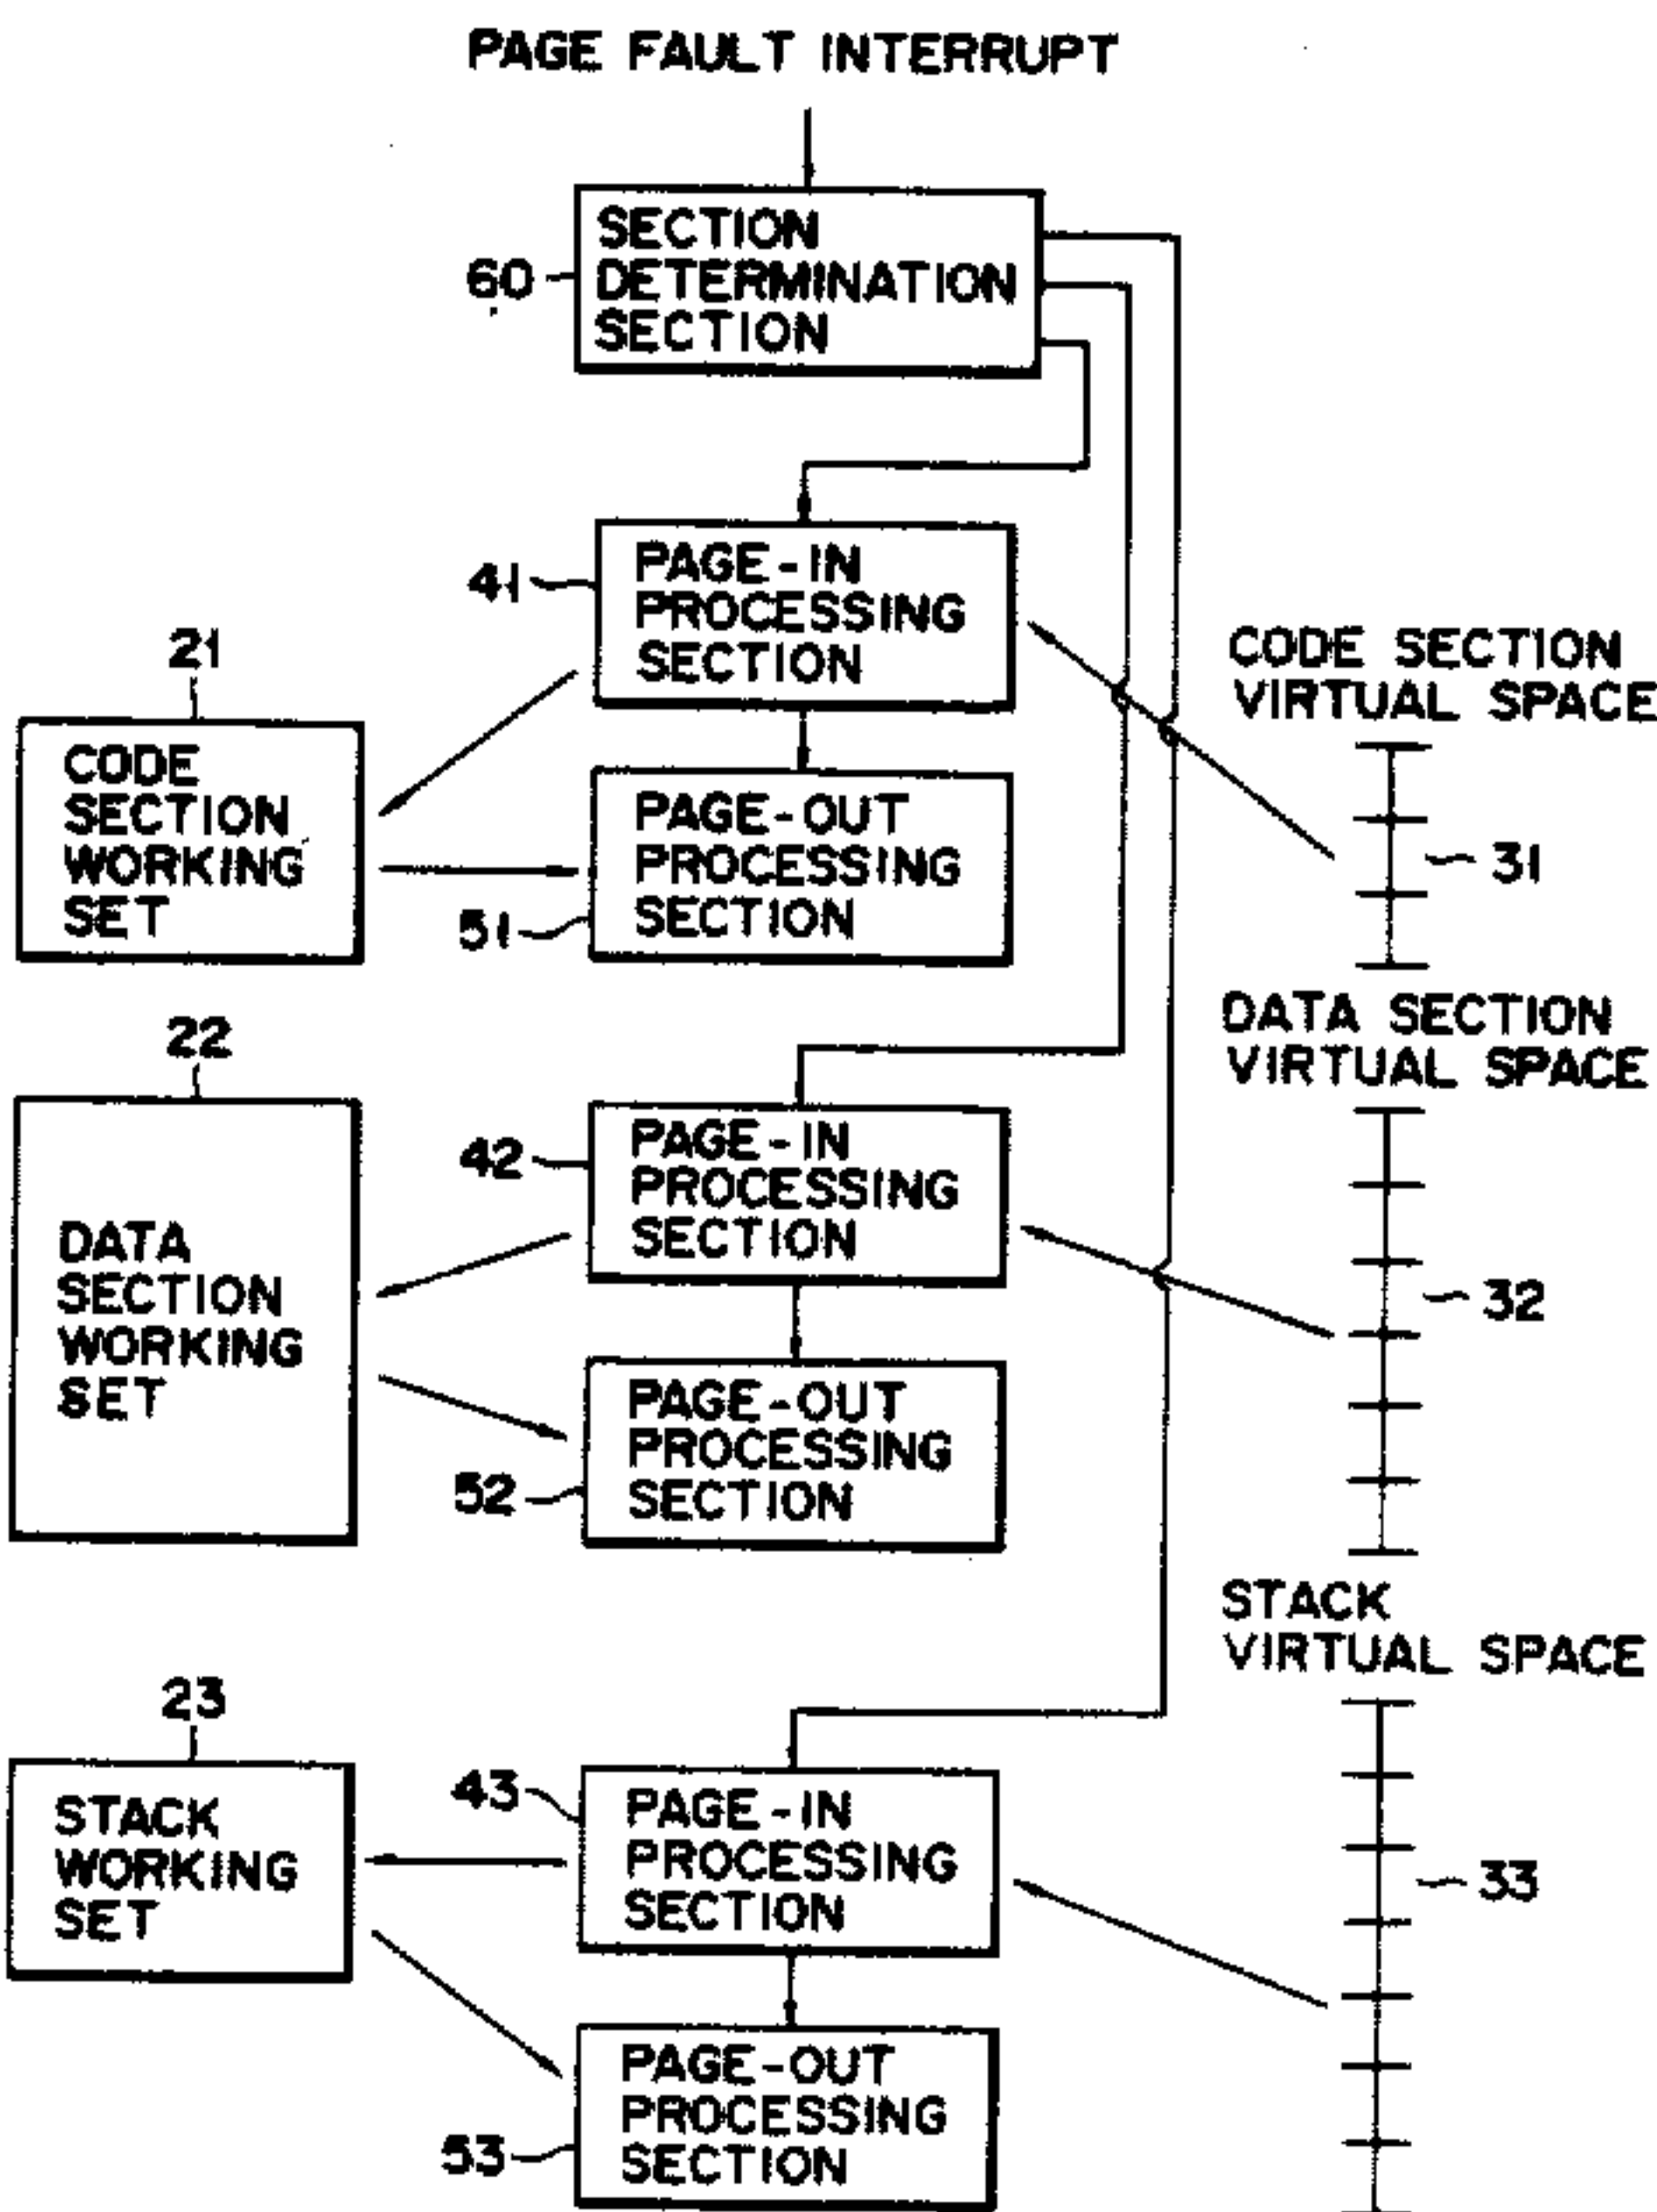 PAGE FAULT INTERRUPT
SECTION
DETERMINATION
SECTION
60
PAGE-IN
PROCESSING
SECTION
41
21
CODE
SECTION
WORKING
SET
PAGE-OUT
PROCESSING
SECTION
51
CODE SECTION
VIRTUAL SPACE
31
22
DATA
SECTION
WORKING
SET
PAGE-IN
PROCESSING
SECTION
42
PAGE-OUT
PROCESSING
SECTION
52
DATA SECTION
VIRTUAL SPACE
32
23
STACK
WORKING
SET
PAGE-IN
PROCESSING
SECTION
43
PAGE-OUT
PROCESSING
SECTION
53
STACK
VIRTUAL SPACE
33